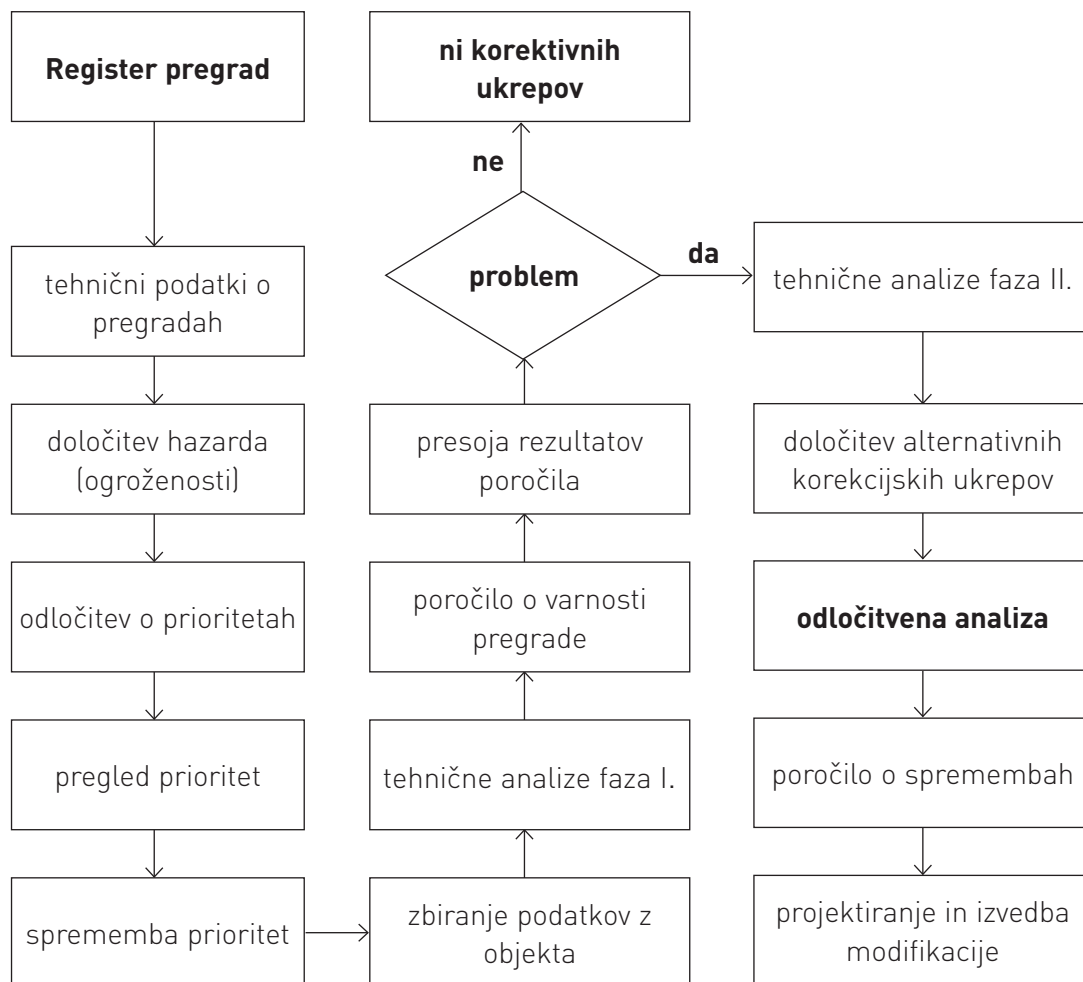 Register pregrad
tehnični podatki o
pregradah
določitev hazarda
(ogroženosti)
odločitev o prioritetah
pregled prioritet
sprememba prioritet
ni korektivnih
ukrepov
ne
problem
da
presoja rezultatov
poročila
poročilo o varnosti
pregrade
tehnične analize faza I.
zbiranje podatkov z
objekta
tehnične analize faza II.
določitev alternativnih
korekcijskih ukrepov
odločitvena analiza
poročilo o spremembah
projektiranje in izvedba
modifikacije